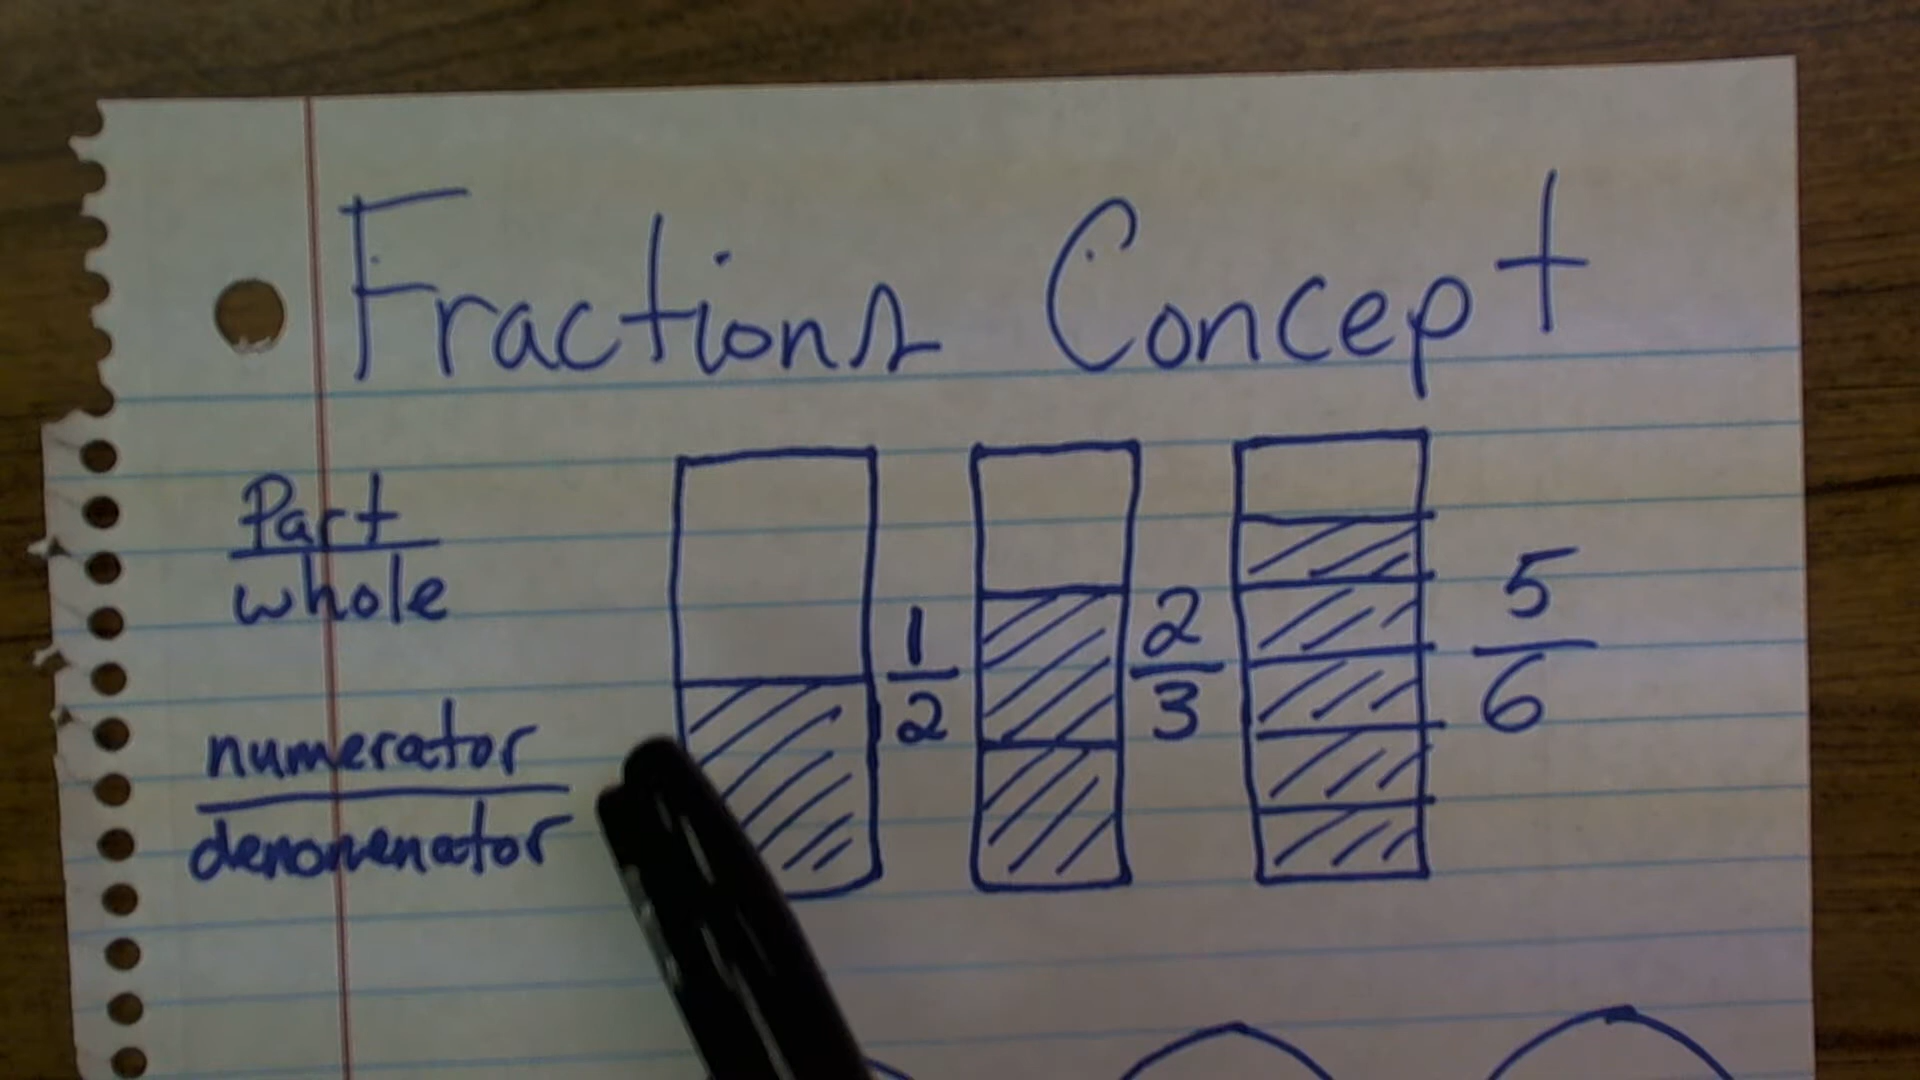 Fractions Concept
Part
whole
numerator
denomenator
1
2
2
3
5
6